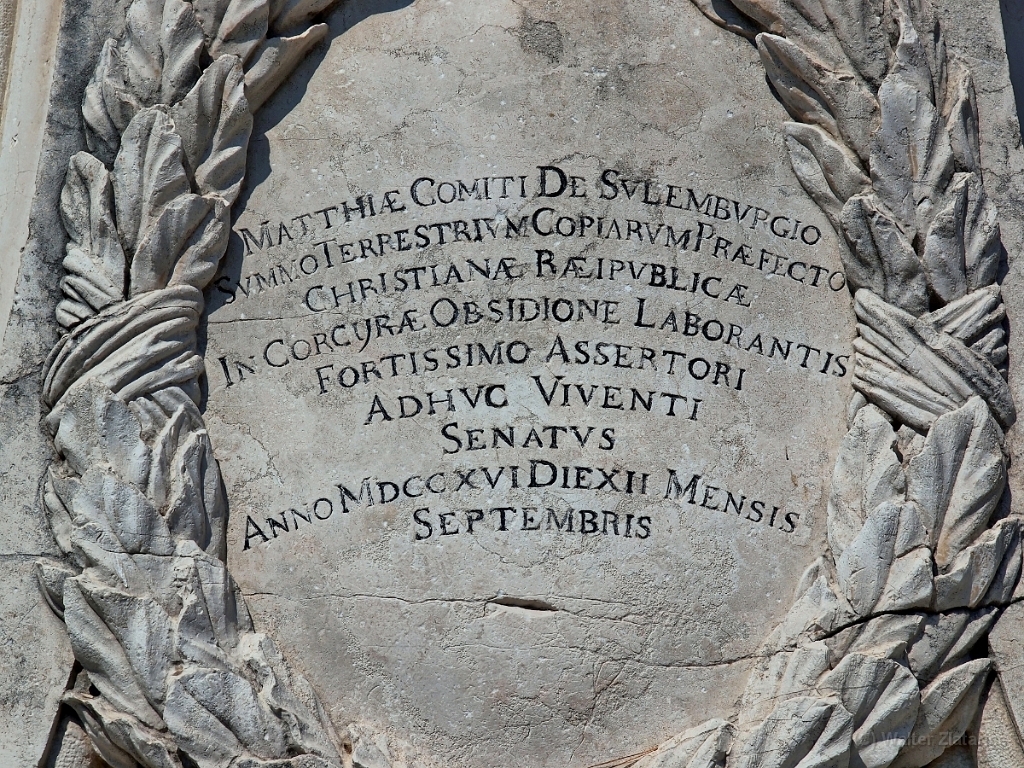 MATTHIÆ COMITI DE SVLEMBVRGIO
SVMMO TERRESTRIVM COPIARVM PRÆFECTO
CHRISTIANÆ RÆIPVBLICÆ
IN CORCYRÆ OBSIDIONE LABORANTIS
FORTISSIMO ASSERTORI
ADHVC VIVENTI
SENATVS
ANNO MDCCXVI DIE XII MENSIS
SEPTEMBRIS